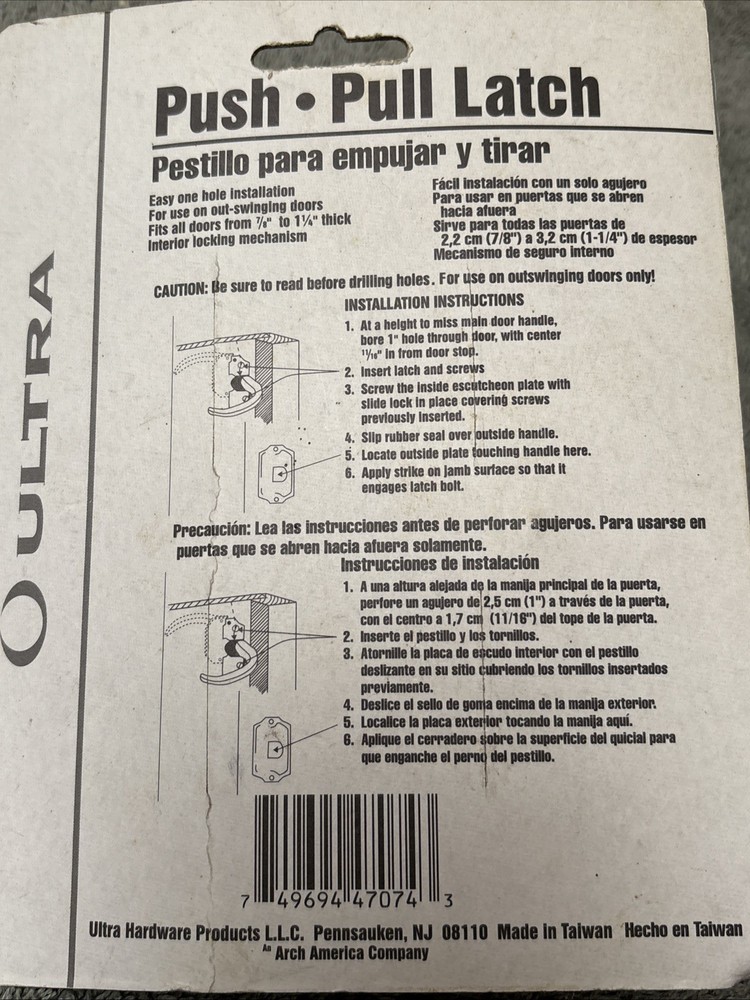 Push • Pull Latch
Pestillo para empujar y tirar
Easy one hole installation
For use on out-swinging doors
Fits all doors from 7/8" to 1¼" thick
Interior locking mechanism
Fácil instalación con un solo agujero
Para usar en puertas que se abren
hacia afuera
Sirve para todas las puertas de
2,2 cm (7/8") a 3,2 cm (1-1/4") de espesor
Mecanismo de seguro interno
CAUTION: Be sure to read before drilling holes. For use on outswinging doors only!
INSTALLATION INSTRUCTIONS
1. At a height to miss main door handle,
bore 1" hole through door, with center
11/16" in from door stop.
2. Insert latch and screws
3. Screw the inside escutcheon plate with
slide lock in place covering screws
previously inserted.
4. Slip rubber seal over outside handle.
5. Locate outside plate touching handle here.
6. Apply strike on jamb surface so that it
engages latch bolt.
Precaución: Lea las instrucciones antes de perforar agujeros. Para usarse en
puertas que se abren hacia afuera solamente.
Instrucciones de instalación
1. A una altura alejada de la manija principal de la puerta,
perfore un agujero de 2,5 cm (1") a través de la puerta,
con el centro a 1,7 cm (11/16") del tope de la puerta.
2. Inserte el pestillo y los tornillos.
3. Atornille la placa de escudo interior con el pestillo
deslizante en su sitio cubriendo los tornillos insertados
previamente.
4. Deslice el sello de goma encima de la manija exterior.
5. Localice la placa exterior tocando la manija aquí.
6. Aplique el cerradero sobre la superficie del quicial para
que enganche el perno del pestillo.
7 49694 47074 3
Ultra Hardware Products L.L.C. Pennsauken, NJ 08110 Made in Taiwan Hecho en Taiwan
An Arch America Company
ULTRA